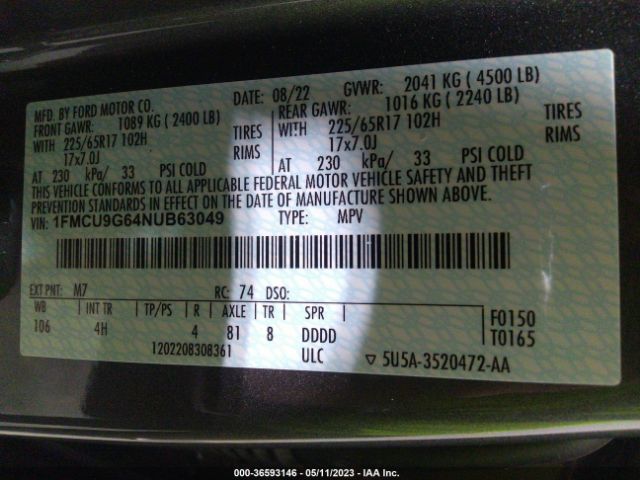 MFD. BY FORD MOTOR CO.
DATE: 08/22 GVWR: 2041 KG ( 4500 LB)
FRONT GAWR: 1089 KG ( 2400 LB)
REAR GAWR: 1016 KG ( 2240 LB)
WITH 225/65R17 102H TIRES
WITH 225/65R17 102H TIRES
17x7.0J RIMS
17x7.0J RIMS
AT 230 kPa/ 33 PSI COLD
AT 230 kPa/ 33 PSI COLD
THIS VEHICLE CONFORMS TO ALL APPLICABLE FEDERAL MOTOR VEHICLE SAFETY AND THEFT
PREVENTION STANDARDS IN EFFECT ON THE DATE OF MANUFACTURE SHOWN ABOVE.
VIN: 1FMCU9G64NUB63049 TYPE: MPV
EXT PNT: M7 RC: 74 DSO:
WB INT TR TP/PS R AXLE TR SPR
106 4H 4 81 8 DDDD
F0150
T0165
1202208308361 ULC ▽ 5U5A-3520472-AA
000-36593146 - 05/11/2023 - IAA Inc.